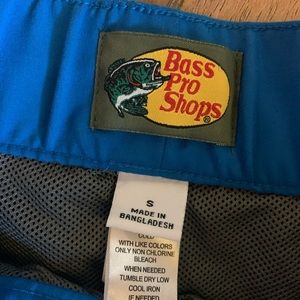 Bass
Pro
Shops®
S
MADE IN
BANGLADESH
COLD
WITH LIKE COLORS
ONLY NON CHLORINE
BLEACH
WHEN NEEDED
TUMBLE DRY LOW
COOL IRON
IF NEEDED